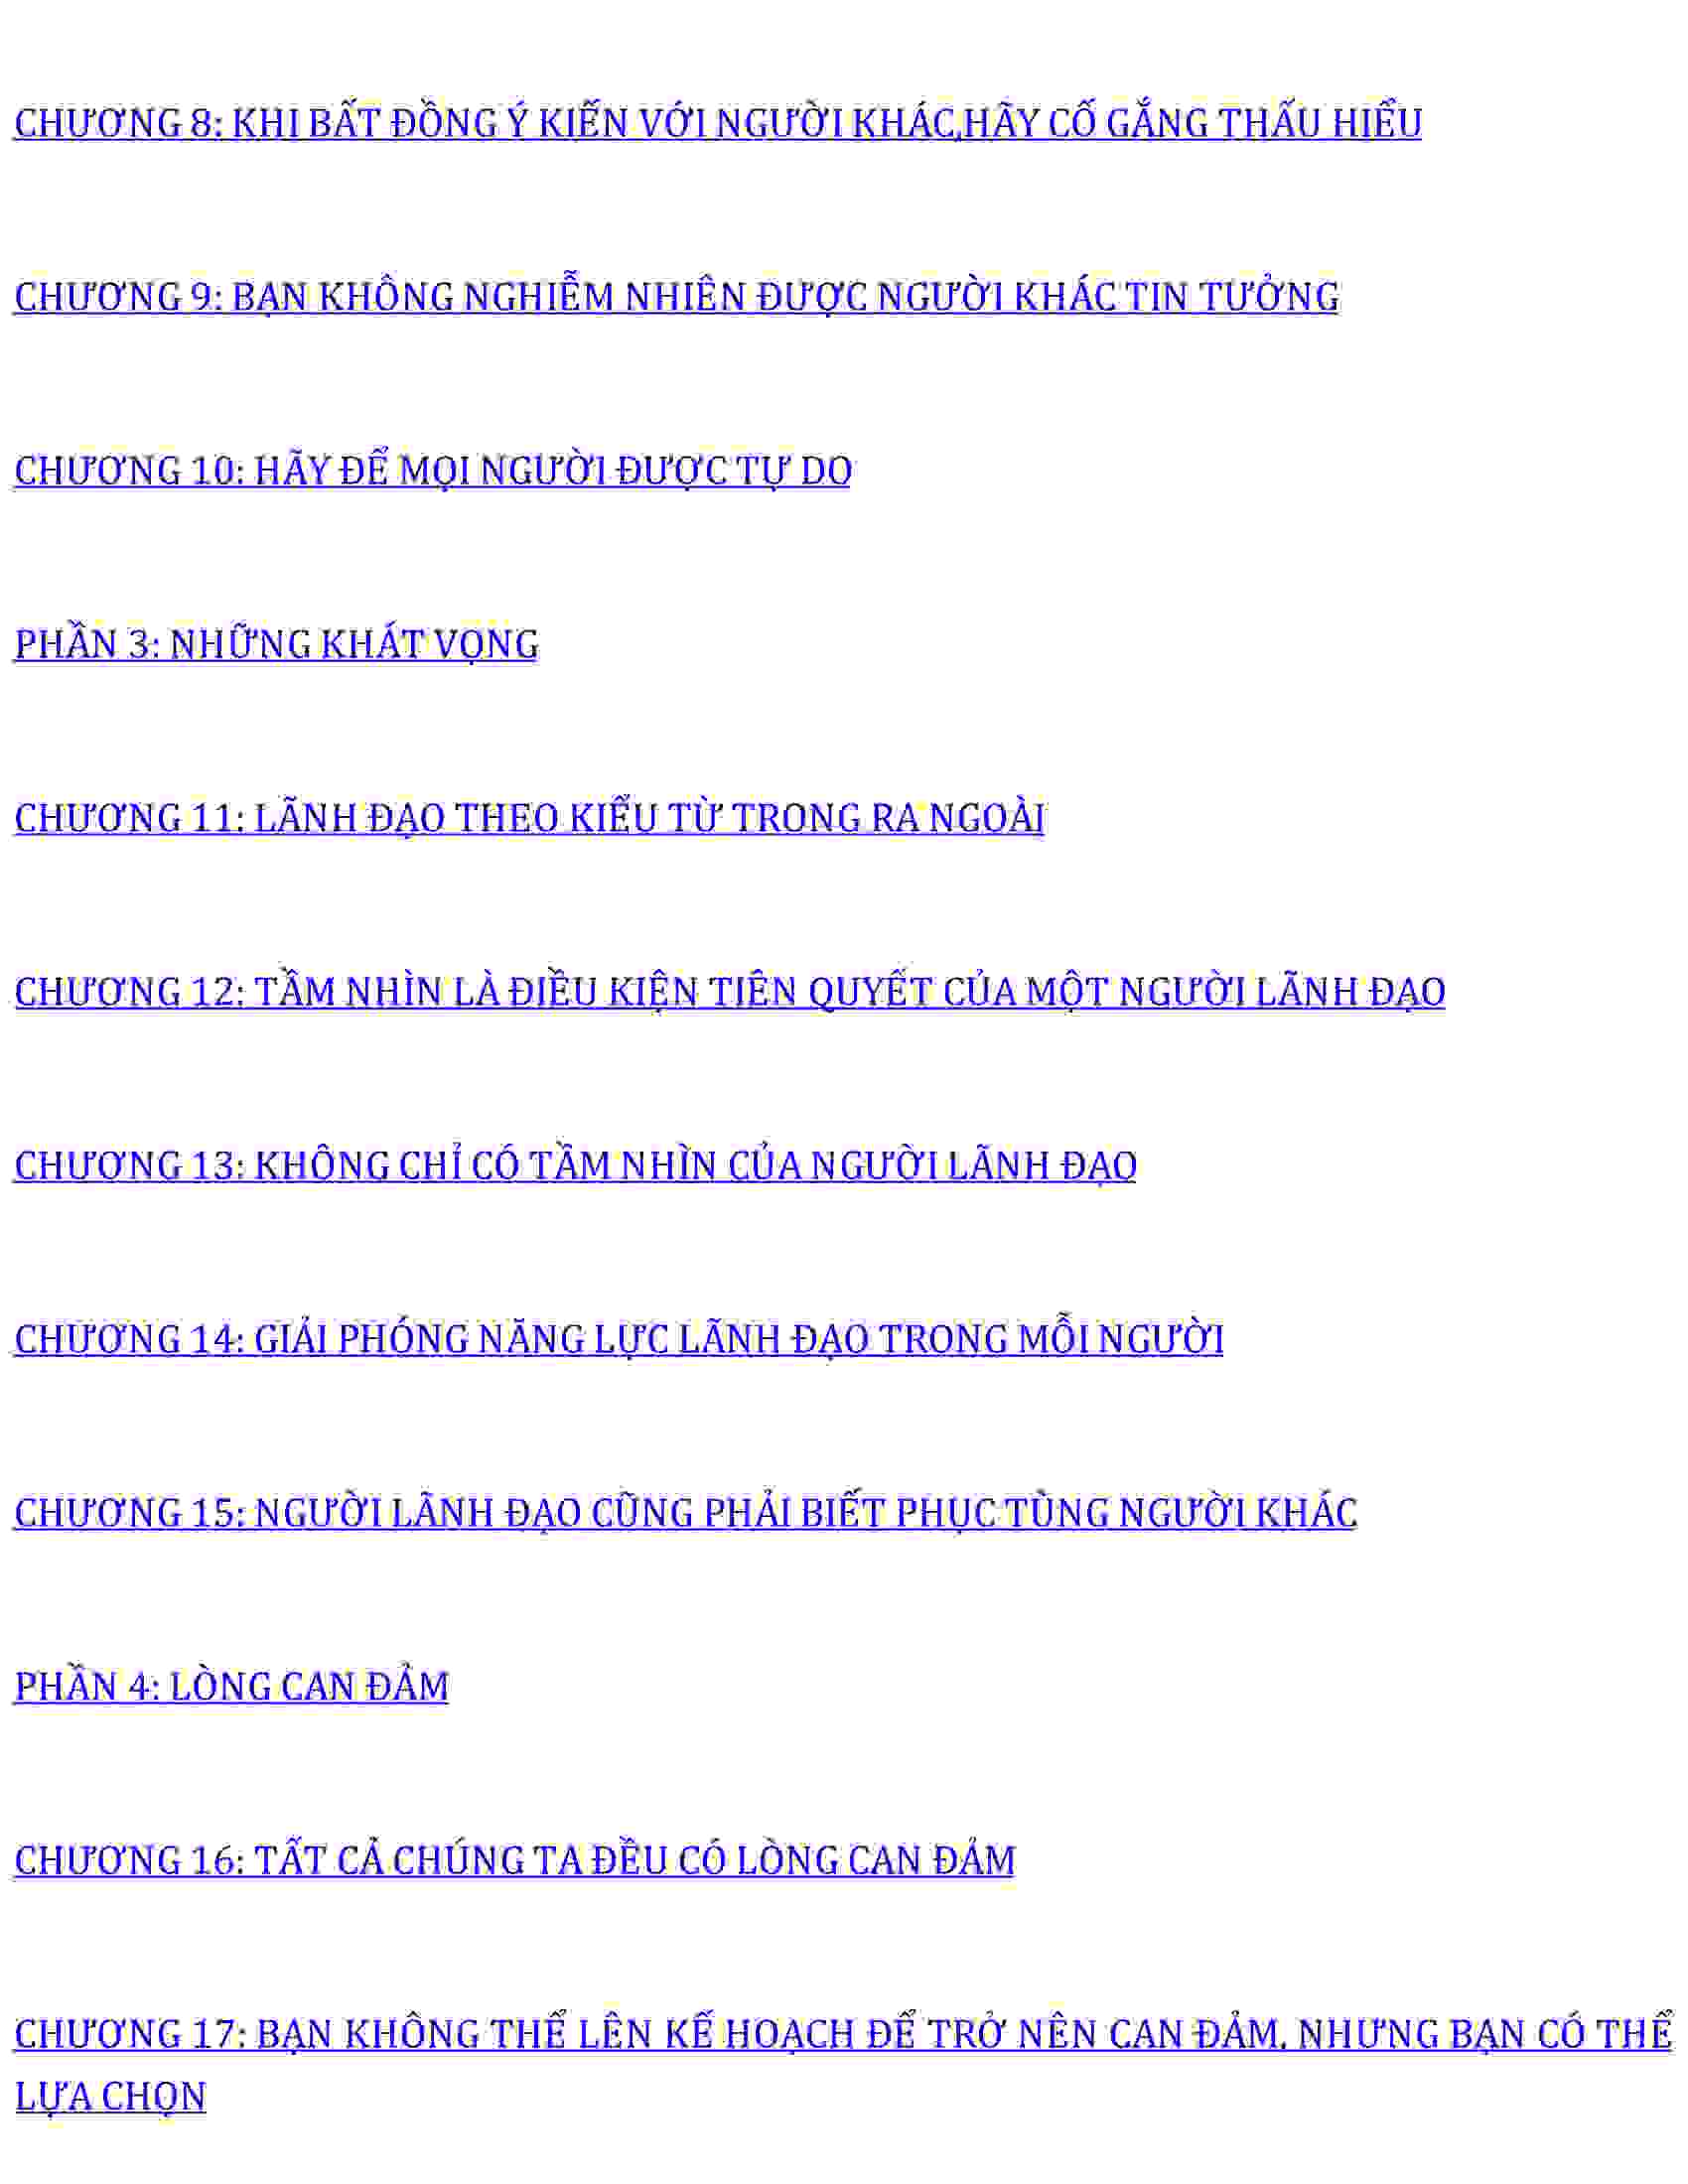 CHƯƠNG 8: KHI BẤT ĐỒNG Ý KIẾN VỚI NGƯỜI KHÁC,HÃY CỐ GẮNG THẤU HIỂU
CHƯƠNG 9: BẠN KHÔNG NGHIỄM NHIÊN ĐƯỢC NGƯỜI KHÁC TIN TƯỞNG
CHƯƠNG 10: HÃY ĐỂ MỌI NGƯỜI ĐƯỢC TỰ DO
PHẦN 3: NHỮNG KHÁT VỌNG
CHƯƠNG 11: LÃNH ĐẠO THEO KIỂU TỪ TRONG RA NGOÀI
CHƯƠNG 12: TẦM NHÌN LÀ ĐIỀU KIỆN TIÊN QUYẾT CỦA MỘT NGƯỜI LÃNH ĐẠO
CHƯƠNG 13: KHÔNG CHỈ CÓ TẦM NHÌN CỦA NGƯỜI LÃNH ĐẠO
CHƯƠNG 14: GIẢI PHÓNG NĂNG LỰC LÃNH ĐẠO TRONG MỖI NGƯỜI
CHƯƠNG 15: NGƯỜI LÃNH ĐẠO CŨNG PHẢI BIẾT PHỤC TÙNG NGƯỜI KHÁC
PHẦN 4: LÒNG CAN ĐẢM
CHƯƠNG 16: TẤT CẢ CHÚNG TA ĐỀU CÓ LÒNG CAN ĐẢM
CHƯƠNG 17: BẠN KHÔNG THỂ LÊN KẾ HOẠCH ĐỂ TRỞ NÊN CAN ĐẢM, NHƯNG BẠN CÓ THỂ
LỰA CHỌN